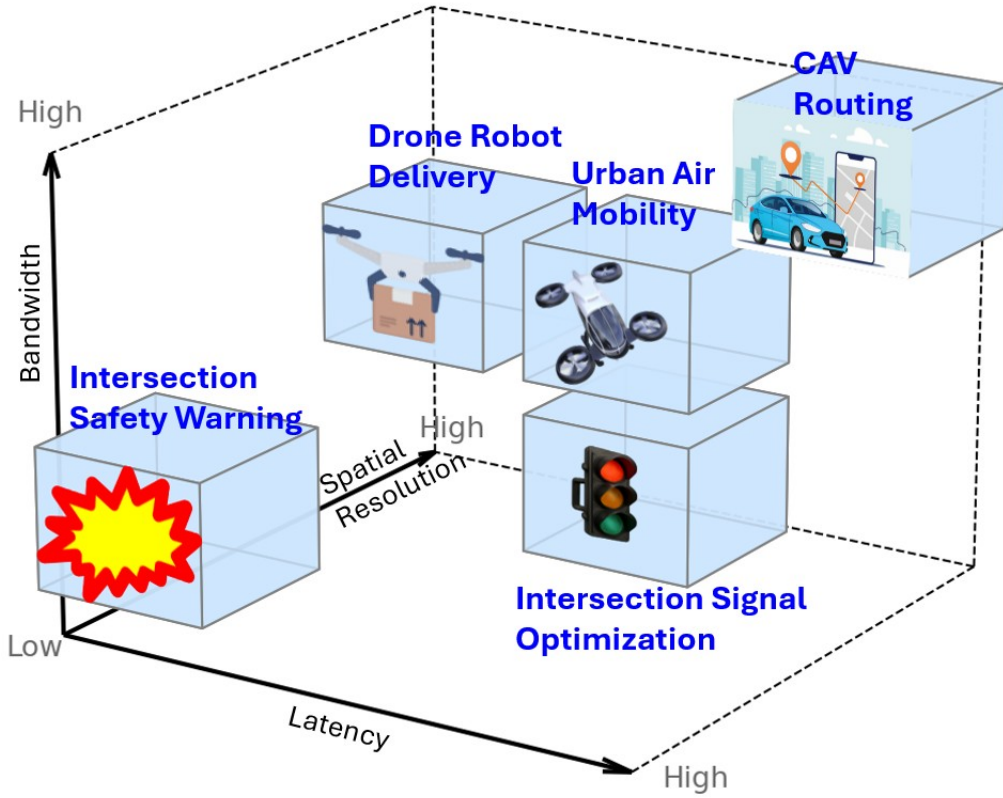 CAV
Routing
High
Drone Robot
Delivery
Urban Air
Mobility
Bandwidth
Intersection
Safety Warning
High
Spatial
Resolution
Intersection Signal
Optimization
Low
Latency
High